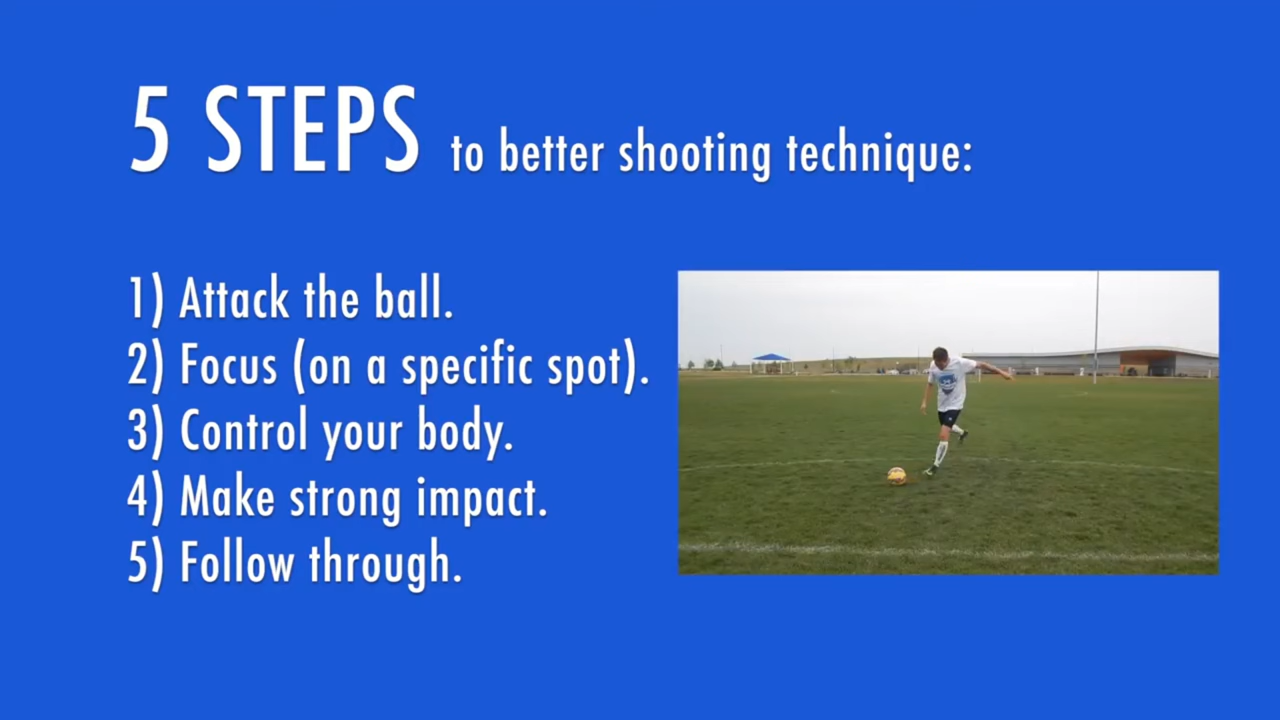 5 STEPS to better shooting technique:
1) Attack the ball.
2) Focus (on a specific spot).
3) Control your body.
4) Make strong impact.
5) Follow through.